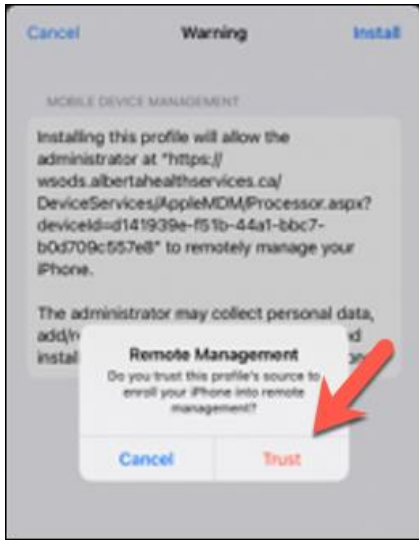 Cancel Warning Install
MOBILE DEVICE MANAGEMENT
Installing this profile will allow the
administrator at "https://
wsods.albertahealthservices.ca/
DeviceServices/AppleMDM/Processor.aspx?
deviceId=d141939e-f51b-44a1-bbc7-
b0d709c557e8" to remotely manage your
iPhone.
The administrator may collect personal data,
add/r
instal
Remote Management
Do you trust this profile's source to
enroll your iPhone into remote
management?
Cancel Trust